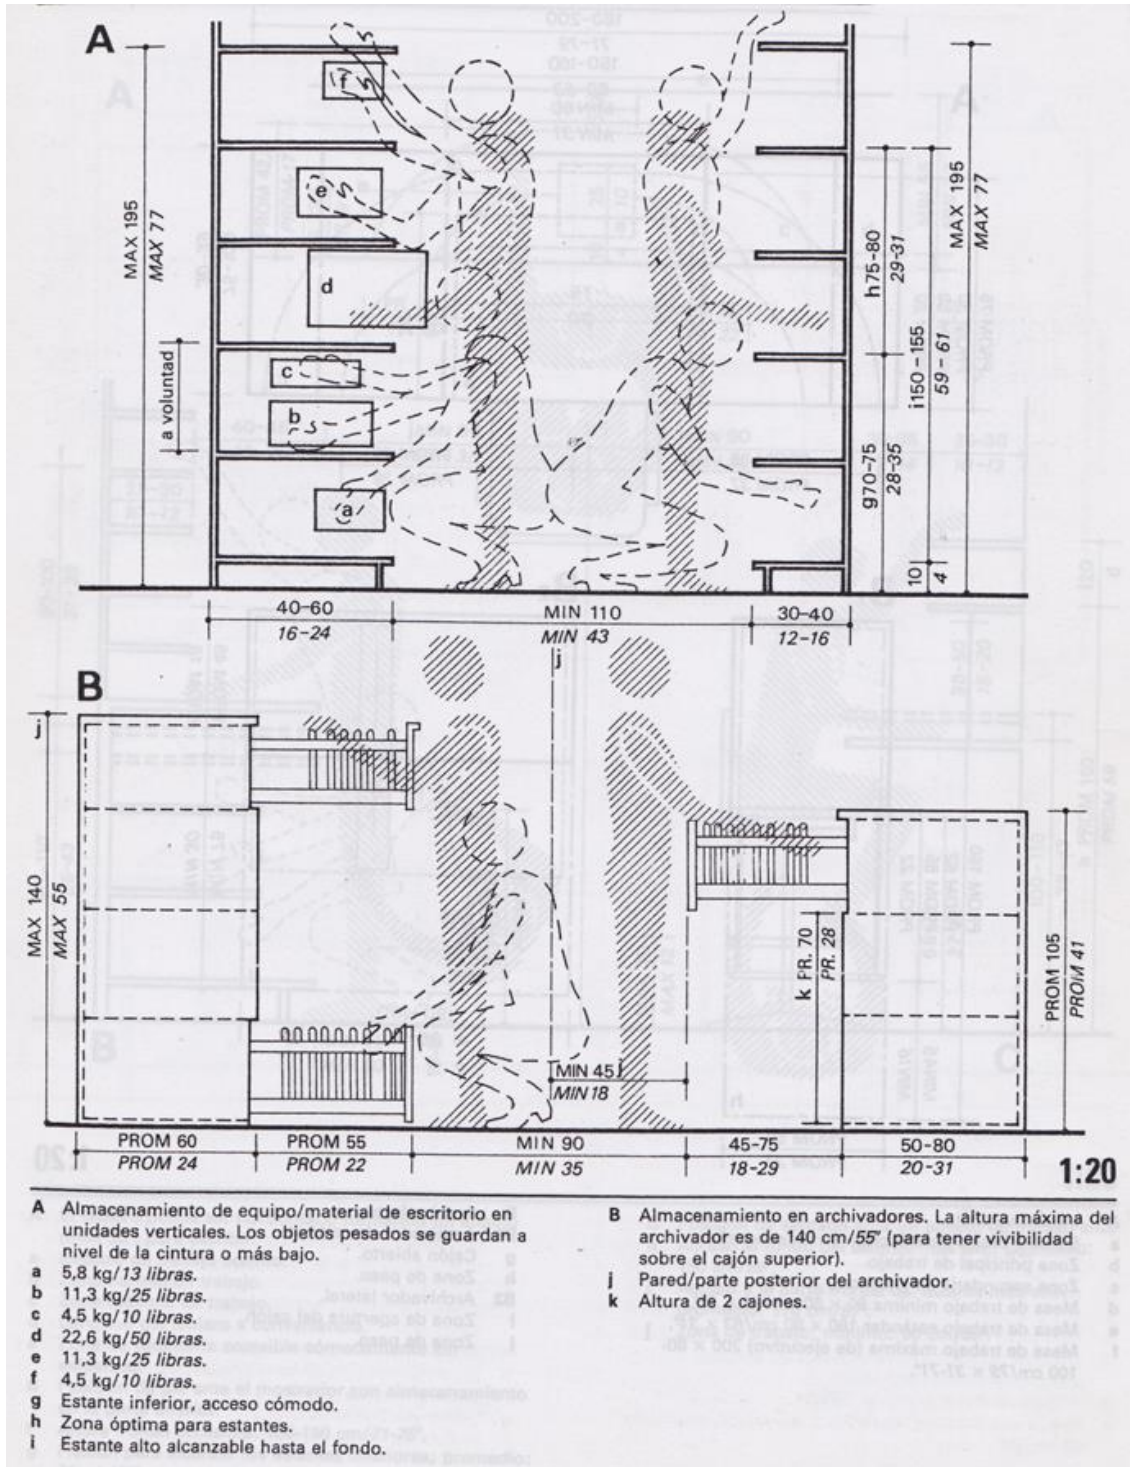 A
MAX 195
MAX 77
a voluntad
f
e
d
c
b
a
MAX 195
MAX 77
h75-80
29-31
i150-155
59-61
g70-75
28-35
10
4
40-60
16-24
MIN 110
MIN 43
30-40
12-16
B
j
j
MAX 140
MAX 55
k PR. 70
PR. 28
PROM 105
PROM 41
MIN 45 j
MIN 18
PROM 60
PROM 24
PROM 55
PROM 22
MIN 90
MIN 35
45-75
18-29
50-80
20-31
1:20
A Almacenamiento de equipo/material de escritorio en
unidades verticales. Los objetos pesados se guardan a
nivel de la cintura o más bajo.
a 5,8 kg/13 libras.
b 11,3 kg/25 libras.
c 4,5 kg/10 libras.
d 22,6 kg/50 libras.
e 11,3 kg/25 libras.
f 4,5 kg/10 libras.
g Estante inferior, acceso cómodo.
h Zona óptima para estantes.
i Estante alto alcanzable hasta el fondo.
B Almacenamiento en archivadores. La altura máxima del
archivador es de 140 cm/55" (para tener vivibilidad
sobre el cajón superior).
j Pared/parte posterior del archivador.
k Altura de 2 cajones.